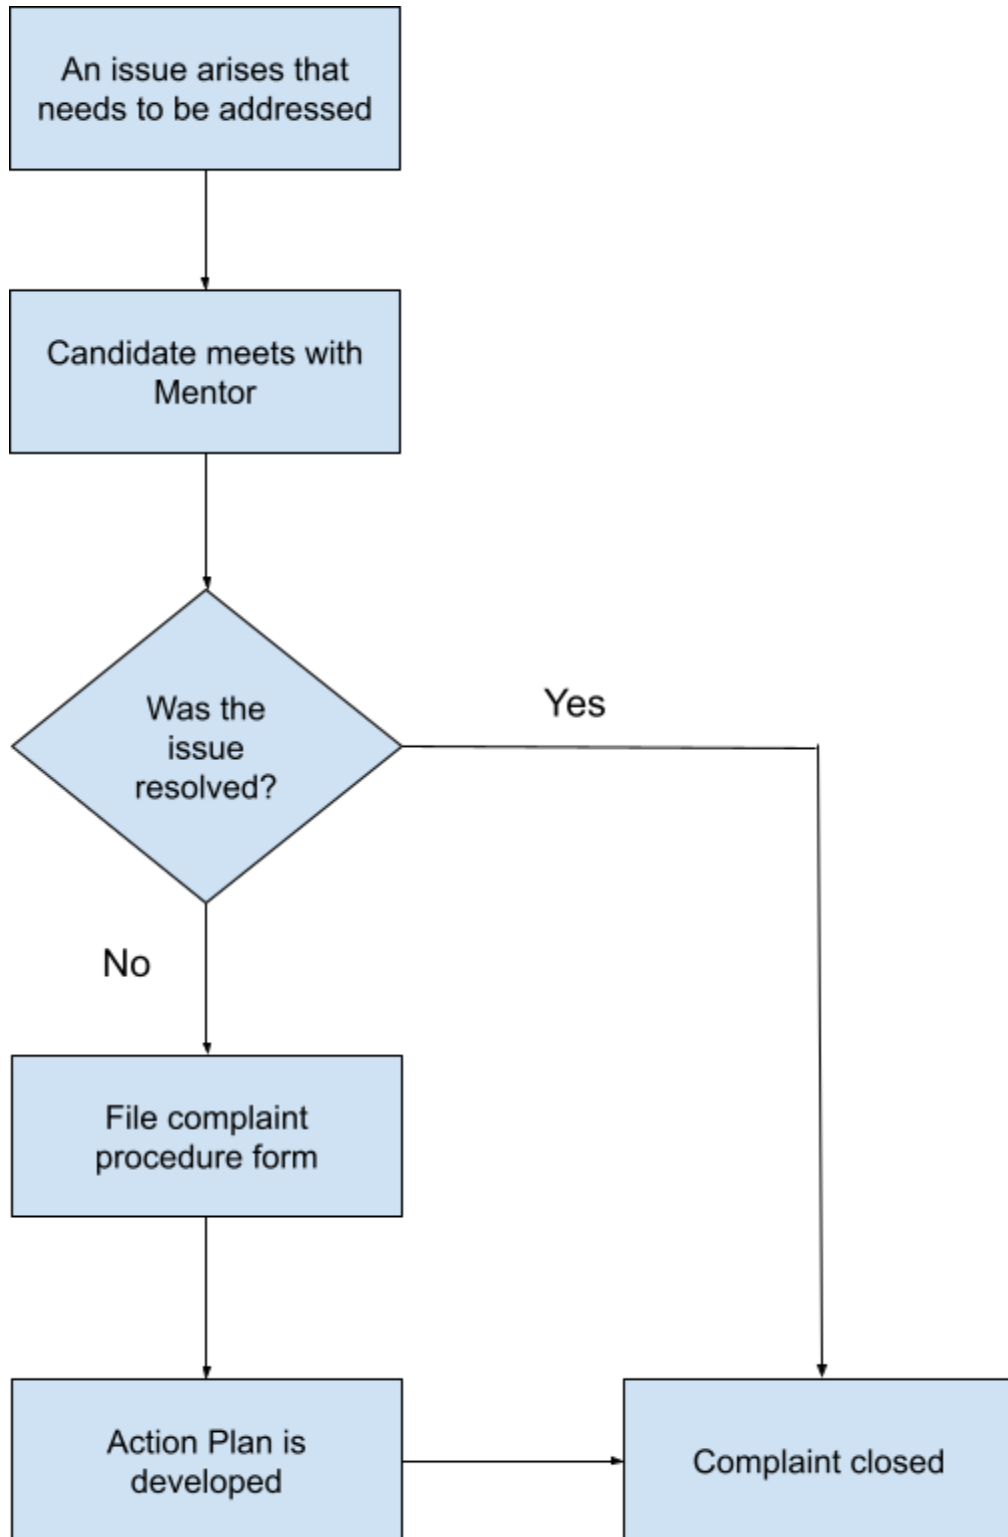 An issue arises that
needs to be addressed
Candidate meets with
Mentor
Was the
issue
resolved?
Yes
No
File complaint
procedure form
Action Plan is
developed
Complaint closed